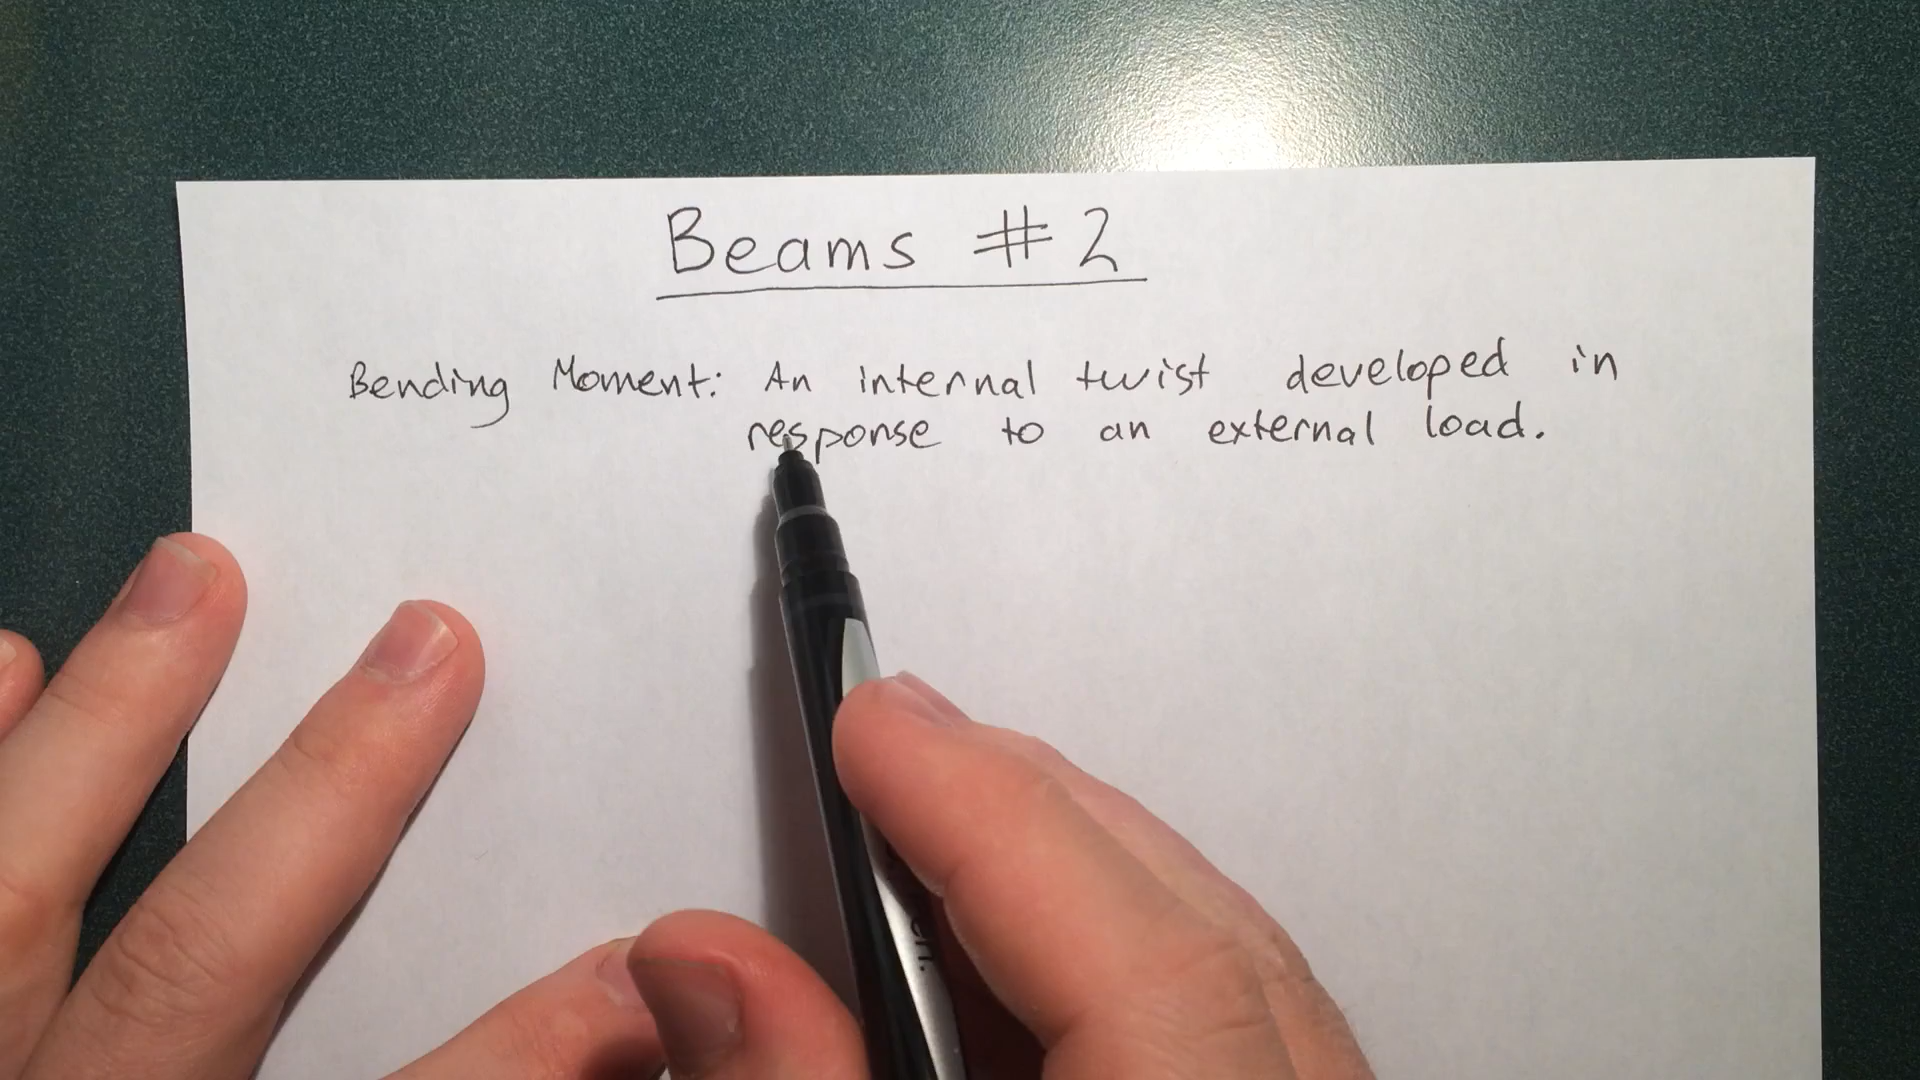 Beams #2
Bending Moment: An internal twist developed in
response to an external load.